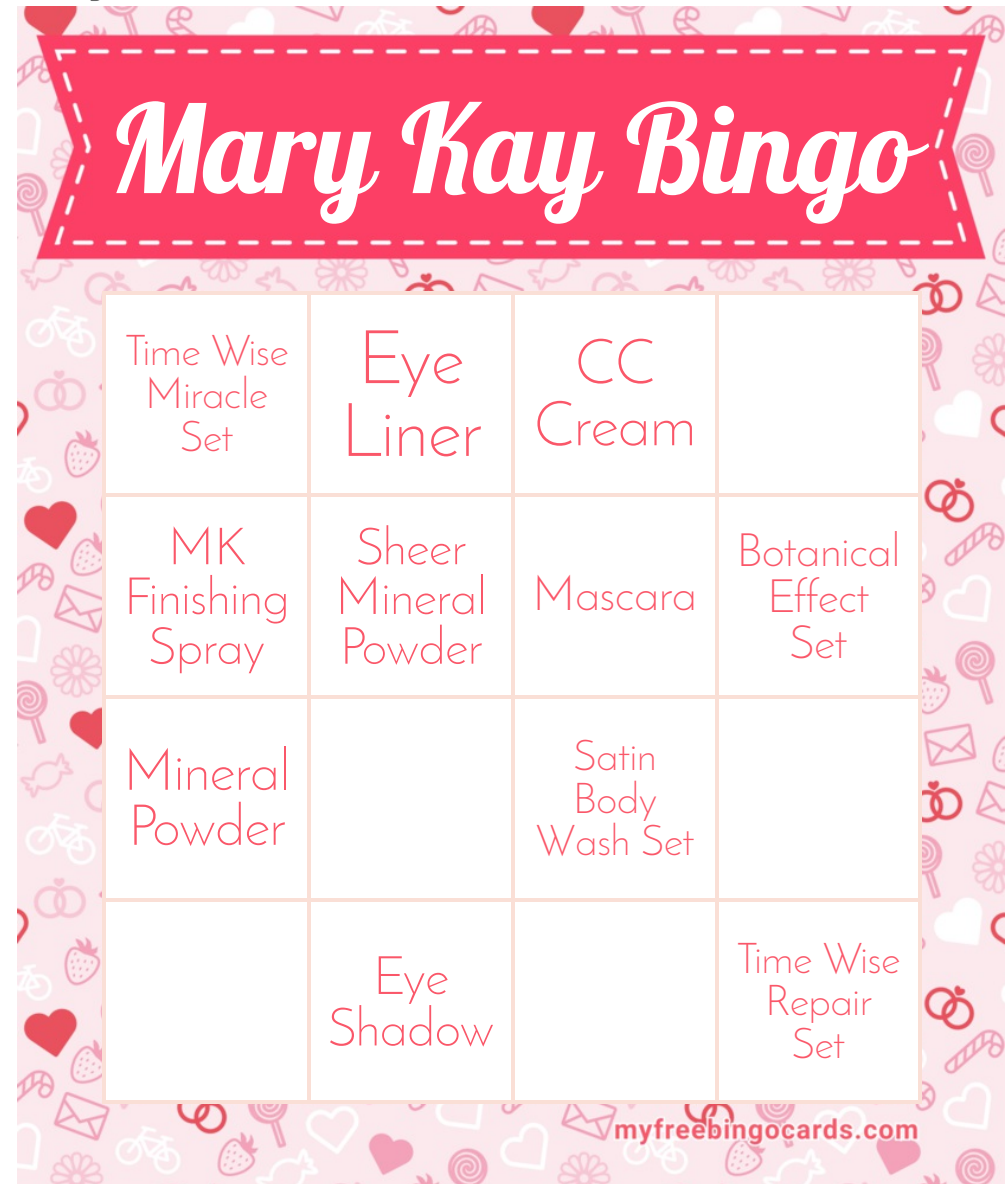 Mary Kay Bingo
Time Wise
Miracle
Set
Eye
Liner
CC
Cream
MK
Finishing
Spray
Sheer
Mineral
Powder
Mascara
Botanical
Effect
Set
Mineral
Powder
Satin
Body
Wash Set
Eye
Shadow
Time Wise
Repair
Set
myfreebingocards.com